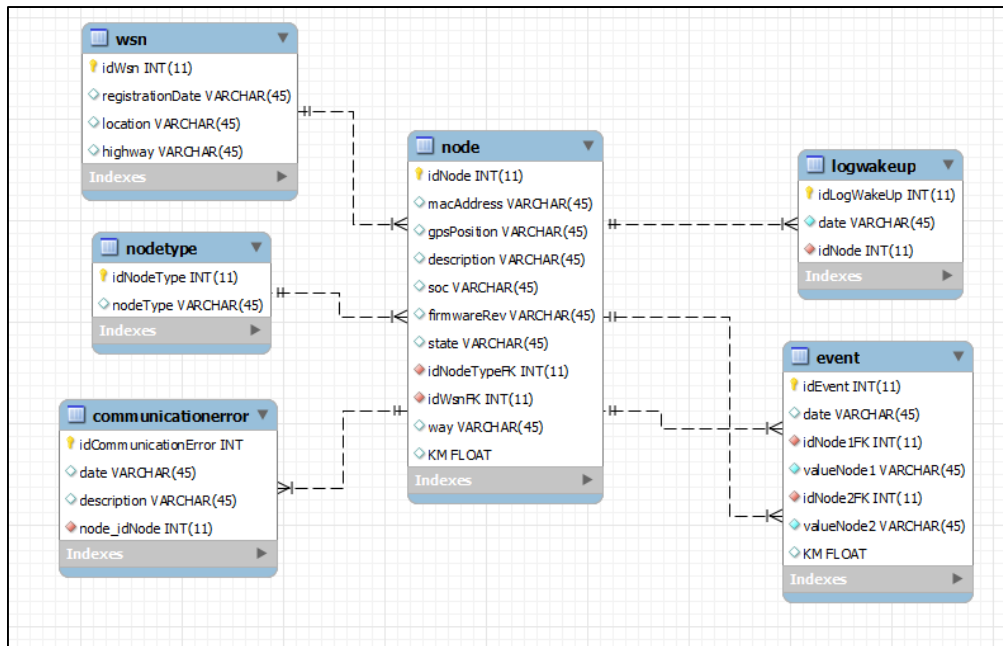 wsn
idWsn INT(11)
registrationDate VARCHAR(45)
location VARCHAR(45)
highway VARCHAR(45)
Indexes
nodetype
idNodeType INT(11)
nodeType VARCHAR(45)
Indexes
communicationerror
idCommunicationError INT
date VARCHAR(45)
description VARCHAR(45)
node_idNode INT(11)
Indexes
node
idNode INT(11)
macAddress VARCHAR(45)
gpsPosition VARCHAR(45)
description VARCHAR(45)
soc VARCHAR(45)
firmwareRev VARCHAR(45)
state VARCHAR(45)
idNodeTypeFK INT(11)
idWsnFK INT(11)
way VARCHAR(45)
KM FLOAT
Indexes
logwakeup
idLogWakeUp INT(11)
date VARCHAR(45)
idNode INT(11)
Indexes
event
idEvent INT(11)
date VARCHAR(45)
idNode1FK INT(11)
valueNode1 VARCHAR(45)
idNode2FK INT(11)
valueNode2 VARCHAR(45)
KM FLOAT
Indexes